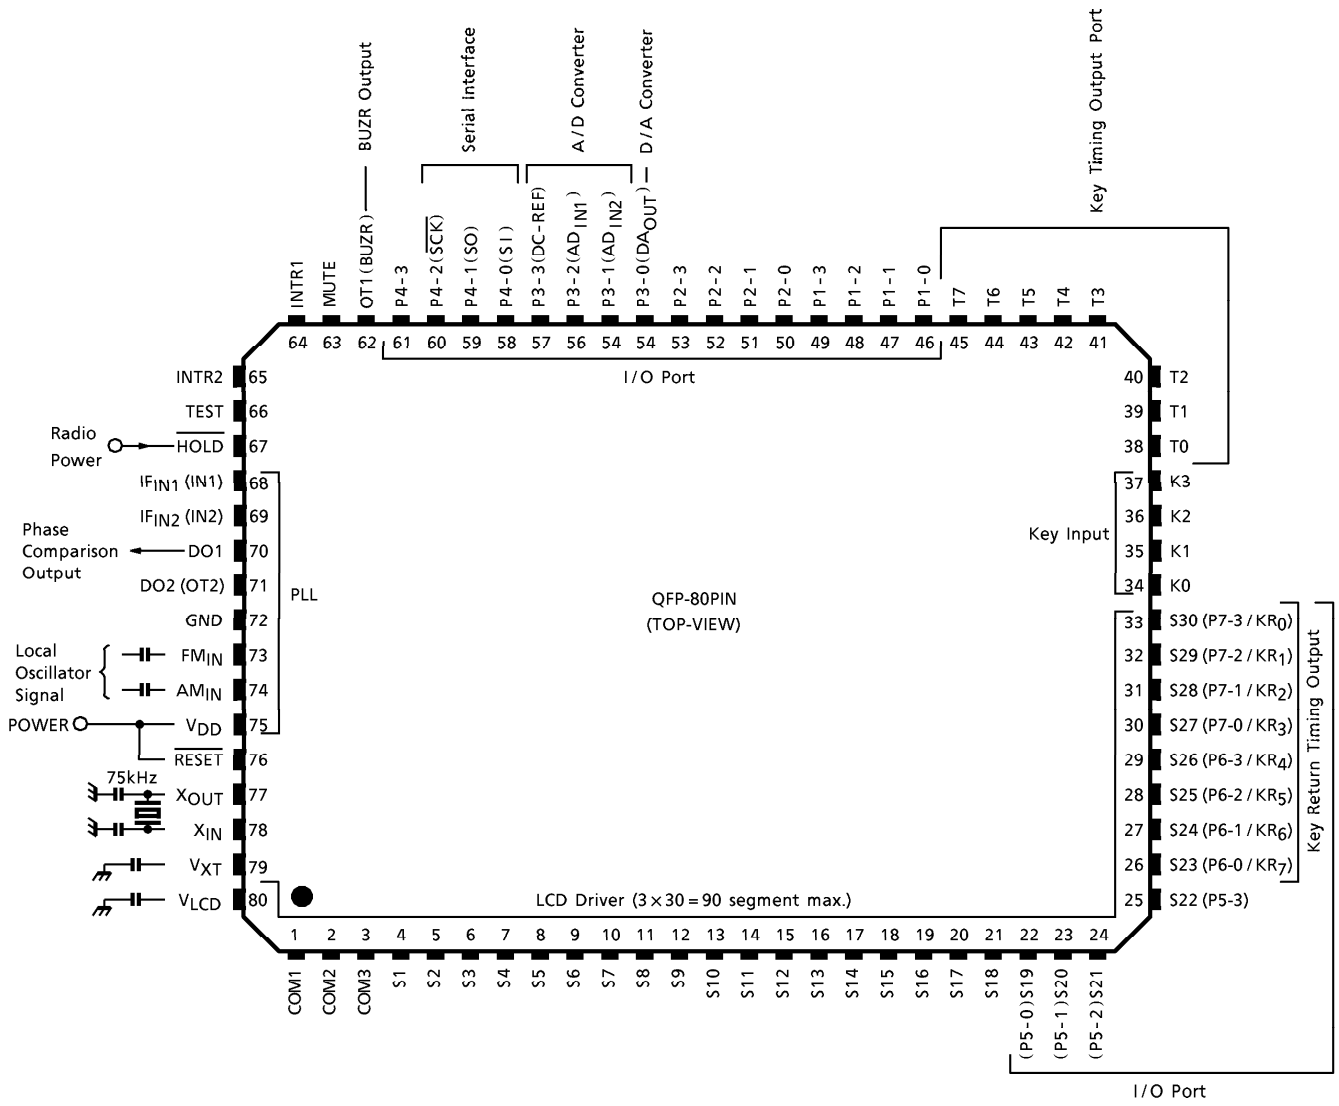 BUZR Output
Serial interface
A/D Converter
D/A Converter
Key Timing Output Port
INTR1
MUTE
OT1(BUZR)
P4-3
P4-2(SCK)
P4-1(SO)
P4-0(SI)
P3-3(DC-REF)
P3-2(ADIN1)
P3-1(ADIN2)
P3-0(DAOUT)
P2-3
P2-2
P2-1
P2-0
P1-3
P1-2
P1-1
P1-0
T7
T6
T5
T4
T3
64 63 62 61 60 59 58 57 56 54 54 53 52 51 50 49 48 47 46 45 44 43 42 41
I/O Port
INTR2 65
TEST 66
Radio
Power
HOLD 67
IFIN1 (IN1) 68
IFIN2 (IN2) 69
Phase
Comparison
Output
DO1 70
DO2 (OT2) 71
GND 72
Local
Oscillator
Signal
FMIN 73
AMIN 74
POWER
VDD 75
RESET 76
75kHz
XOUT 77
XIN 78
VXT 79
VLCD 80
PLL
QFP-80PIN
(TOP-VIEW)
40 T2
39 T1
38 T0
37 K3
36 K2
35 K1
34 K0
Key Input
33 S30 (P7-3/KR0)
32 S29 (P7-2/KR1)
31 S28 (P7-1/KR2)
30 S27 (P7-0/KR3)
29 S26 (P6-3/KR4)
28 S25 (P6-2/KR5)
27 S24 (P6-1/KR6)
26 S23 (P6-0/KR7)
25 S22 (P5-3)
Key Return Timing Output
LCD Driver (3×30=90 segment max.)
1 2 3 4 5 6 7 8 9 10 11 12 13 14 15 16 17 18 19 20 21 22 23 24
COM1
COM2
COM3
S1
S2
S3
S4
S5
S6
S7
S8
S9
S10
S11
S12
S13
S14
S15
S16
S17
S18
(P5-0)S19
(P5-1)S20
(P5-2)S21
I/O Port